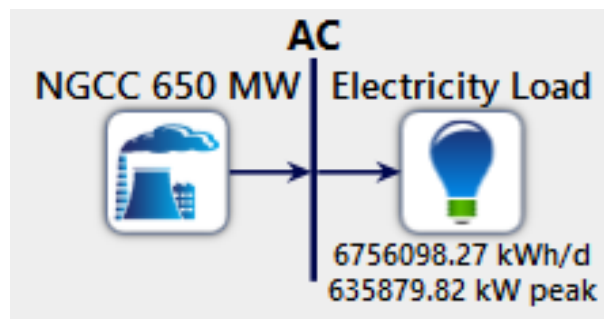 AC
NGCC 650 MW
Electricity Load
6756098.27 kWh/d
635879.82 kW peak